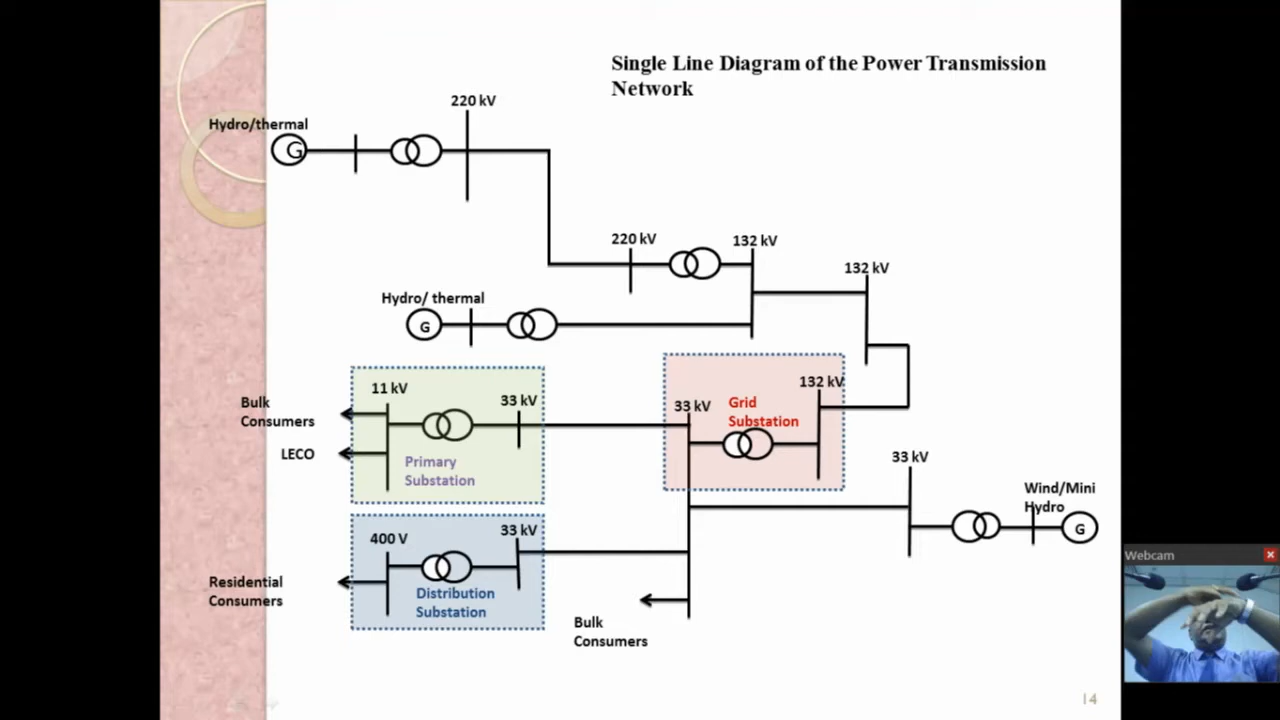 Single Line Diagram of the Power Transmission
Network
220 kV
Hydro/thermal
G
220 kV
132 kV
132 kV
Hydro/ thermal
G
11 kV
33 kV
Bulk
Consumers
LECO
Primary
Substation
33 kV
Grid
Substation
132 kV
33 kV
Wind/Mini
Hydro
G
400 V
33 kV
Residential
Consumers
Distribution
Substation
Bulk
Consumers
Webcam
14